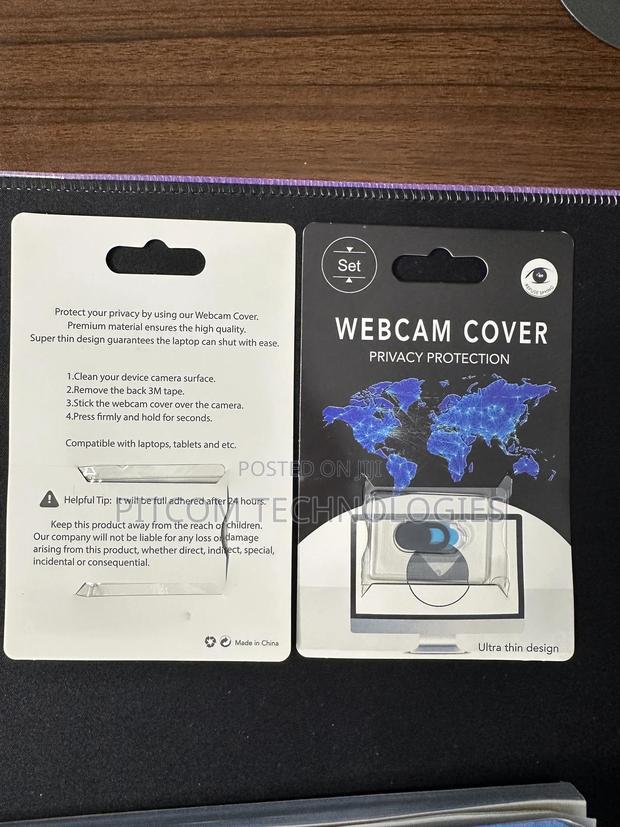 Protect your privacy by using our Webcam Cover.
Premium material ensures the high quality.
Super thin design guarantees the laptop can shut with ease.
1.Clean your device camera surface.
2.Remove the back 3M tape.
3.Stick the webcam cover over the camera.
4.Press firmly and hold for seconds.
Compatible with laptops, tablets and etc.
Helpful Tip: It will be full adhered after 24 hours.
Keep this product away from the reach of children.
Our company will not be liable for any loss or damage
arising from this product, whether direct, indirect, special,
incidental or consequential.
Made in China
Set
REFUSE SPYING
WEBCAM COVER
PRIVACY PROTECTION
Ultra thin design
POSTED ON JIJI
PITCOM TECHNOLOGIES